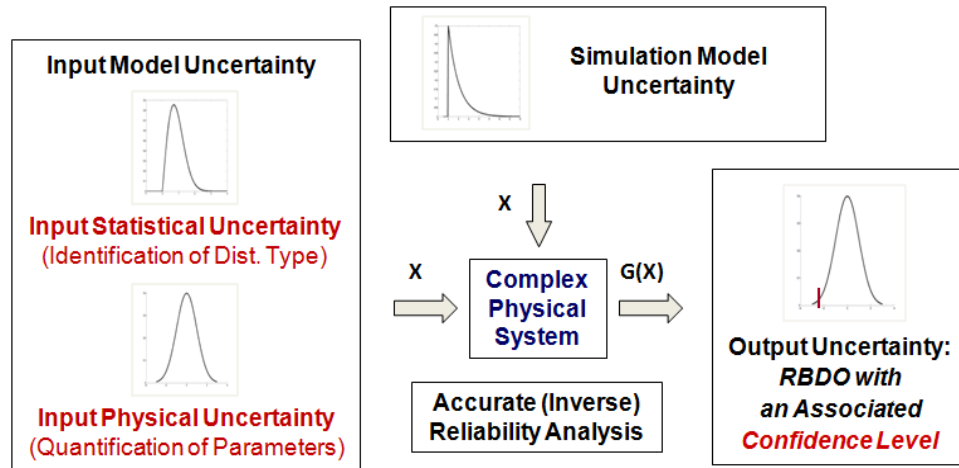 Input Model Uncertainty
Input Statistical Uncertainty
(Identification of Dist. Type)
Input Physical Uncertainty
(Quantification of Parameters)
Simulation Model
Uncertainty
X
X
Complex
Physical
System
G(X)
Accurate (Inverse)
Reliability Analysis
Output Uncertainty:
RBDO with
an Associated
Confidence Level